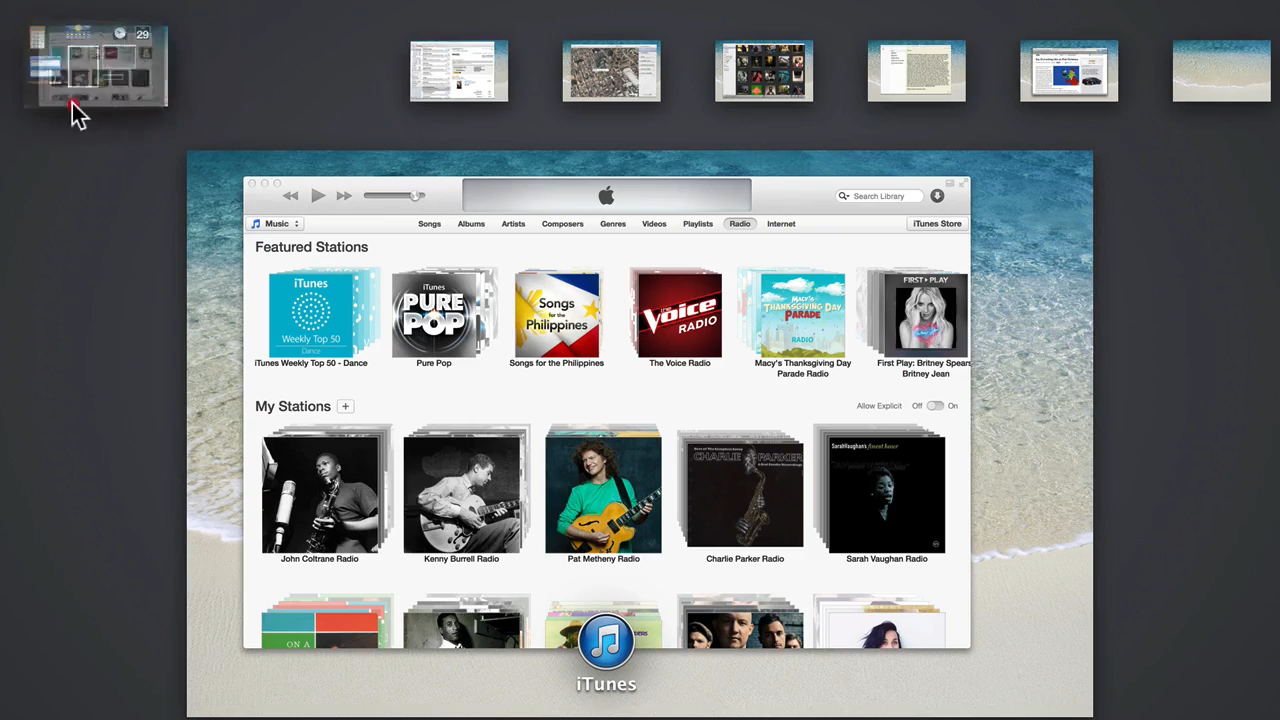 29
Search Library
Music
Songs Albums Artists Composers Genres Videos Playlists Radio Internet
iTunes Store
Featured Stations
iTunes
Weekly Top 50
Dance
iTunes
PURE
POP
Songs
for the
Philippines
the
Voice
RADIO
MACY'S
THANKSGIVING DAY
PARADE
RADIO
FIRST PLAY
iTunes Weekly Top 50 - Dance
Pure Pop
Songs for the Philippines
The Voice Radio
Macy's Thanksgiving Day
Parade Radio
First Play: Britney Spears
Britney Jean
My Stations +
Allow Explicit Off On
CHARLIE PARKER
SARAH VAUGHAN'S finest hour
John Coltrane Radio
Kenny Burrell Radio
Pat Metheny Radio
Charlie Parker Radio
Sarah Vaughan Radio
ON A
iTunes